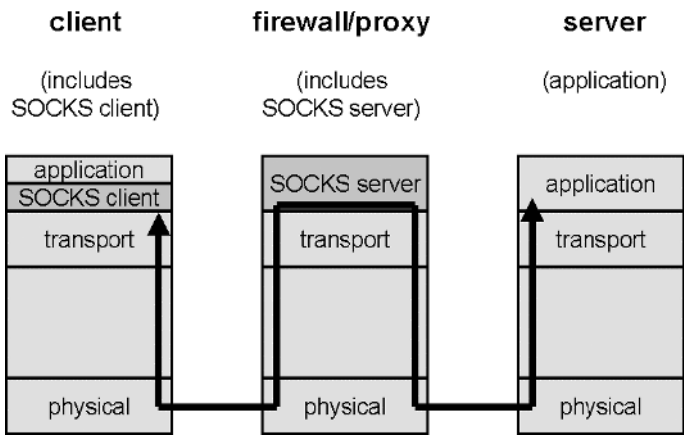 client
firewall/proxy
server
(includes
SOCKS client)
(includes
SOCKS server)
(application)
application
SOCKS client
transport
physical
SOCKS server
transport
physical
application
transport
physical